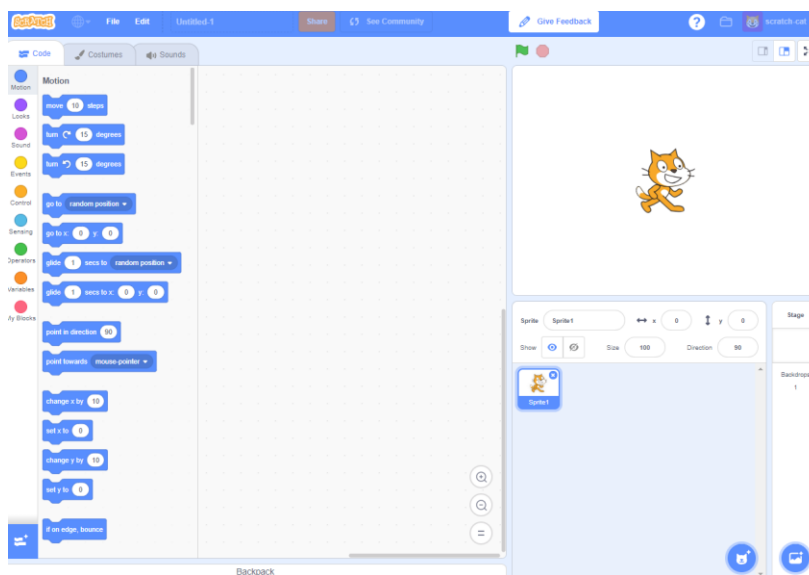 SCRATCH File Edit Untitled-1 Share See Community Give Feedback ? scratch-cat
Code Costumes Sounds
Motion
Looks
Sound
Events
Control
Sensing
Operators
Variables
My Blocks
Motion
move 10 steps
turn 15 degrees
turn 15 degrees
go to random position
go to x: 0 y: 0
glide 1 secs to random position
glide 1 secs to x: 0 y: 0
point in direction 90
point towards mouse-pointer
change x by 10
set x to 0
change y by 10
set y to 0
if on edge, bounce
Backpack
Sprite Sprite1 x 0 y 0
Show Size 100 Direction 90
Sprite1
Stage
Backdrops
1